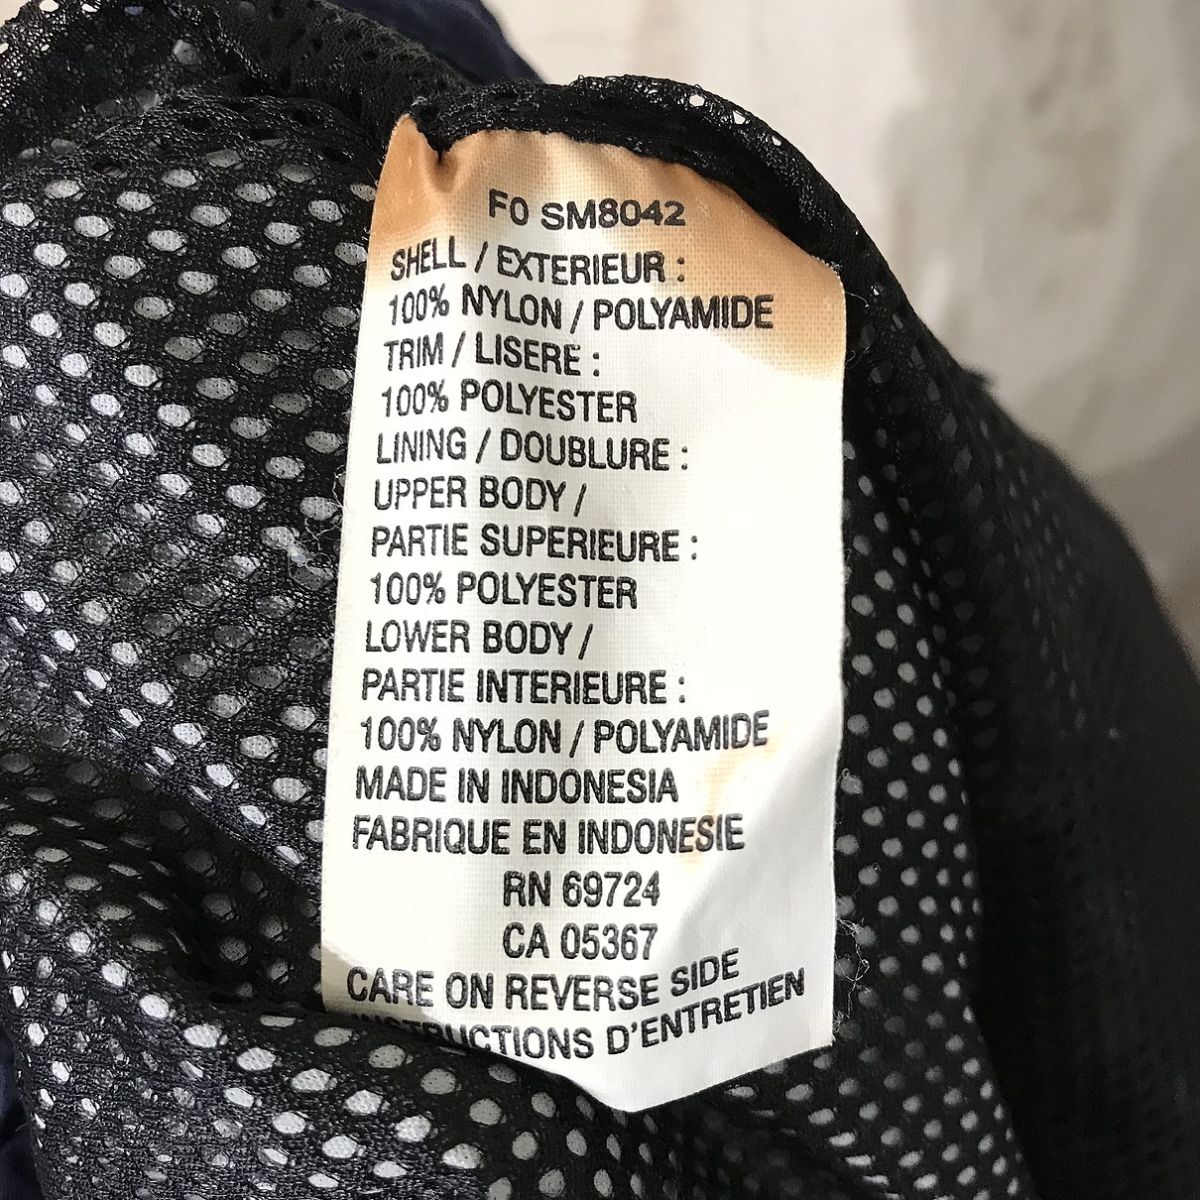 F0 SM8042
SHELL / EXTERIEUR :
100% NYLON / POLYAMIDE
TRIM / LISERE :
100% POLYESTER
LINING / DOUBLURE :
UPPER BODY /
PARTIE SUPERIEURE :
100% POLYESTER
LOWER BODY /
PARTIE INTERIEURE :
100% NYLON / POLYAMIDE
MADE IN INDONESIA
FABRIQUE EN INDONESIE
RN 69724
CA 05367
CARE ON REVERSE SIDE
INSTRUCTIONS D'ENTRETIEN